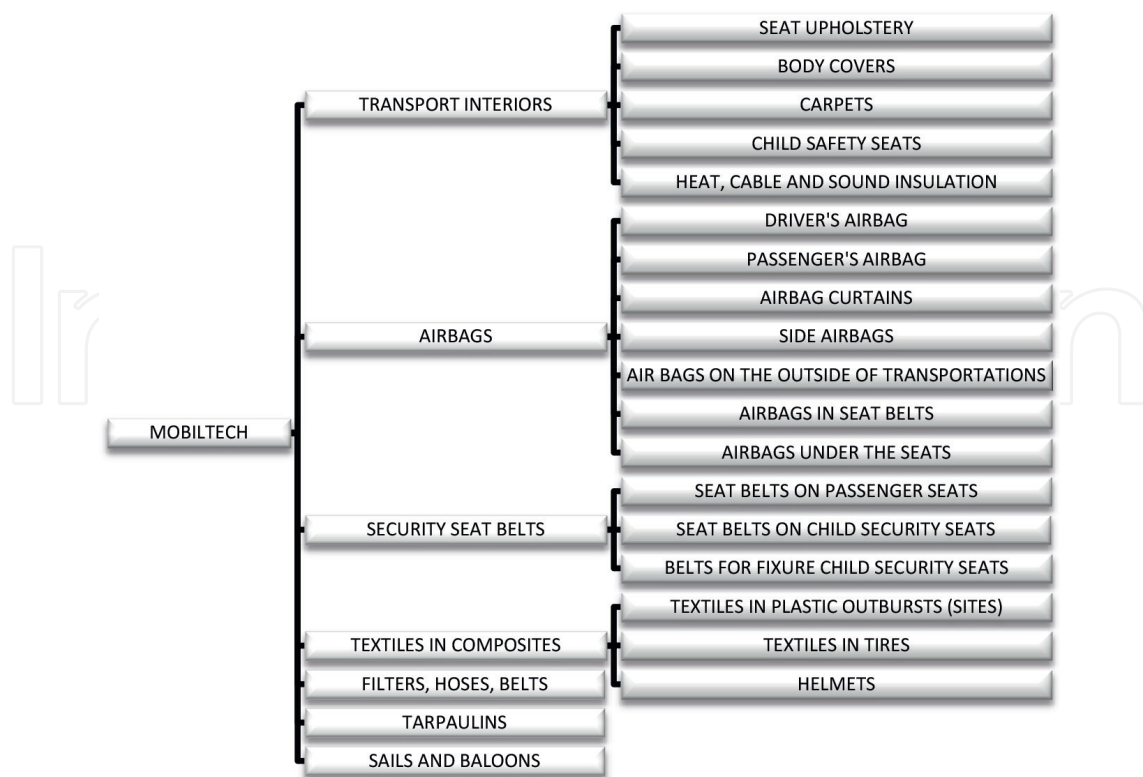 MOBILTECH
TRANSPORT INTERIORS
SEAT UPHOLSTERY
BODY COVERS
CARPETS
CHILD SAFETY SEATS
HEAT, CABLE AND SOUND INSULATION
AIRBAGS
DRIVER'S AIRBAG
PASSENGER'S AIRBAG
AIRBAG CURTAINS
SIDE AIRBAGS
AIR BAGS ON THE OUTSIDE OF TRANSPORTATIONS
AIRBAGS IN SEAT BELTS
AIRBAGS UNDER THE SEATS
SECURITY SEAT BELTS
SEAT BELTS ON PASSENGER SEATS
SEAT BELTS ON CHILD SECURITY SEATS
BELTS FOR FIXURE CHILD SECURITY SEATS
TEXTILES IN COMPOSITES
TEXTILES IN PLASTIC OUTBURSTS (SITES)
TEXTILES IN TIRES
HELMETS
FILTERS, HOSES, BELTS
TARPAULINS
SAILS AND BALOONS